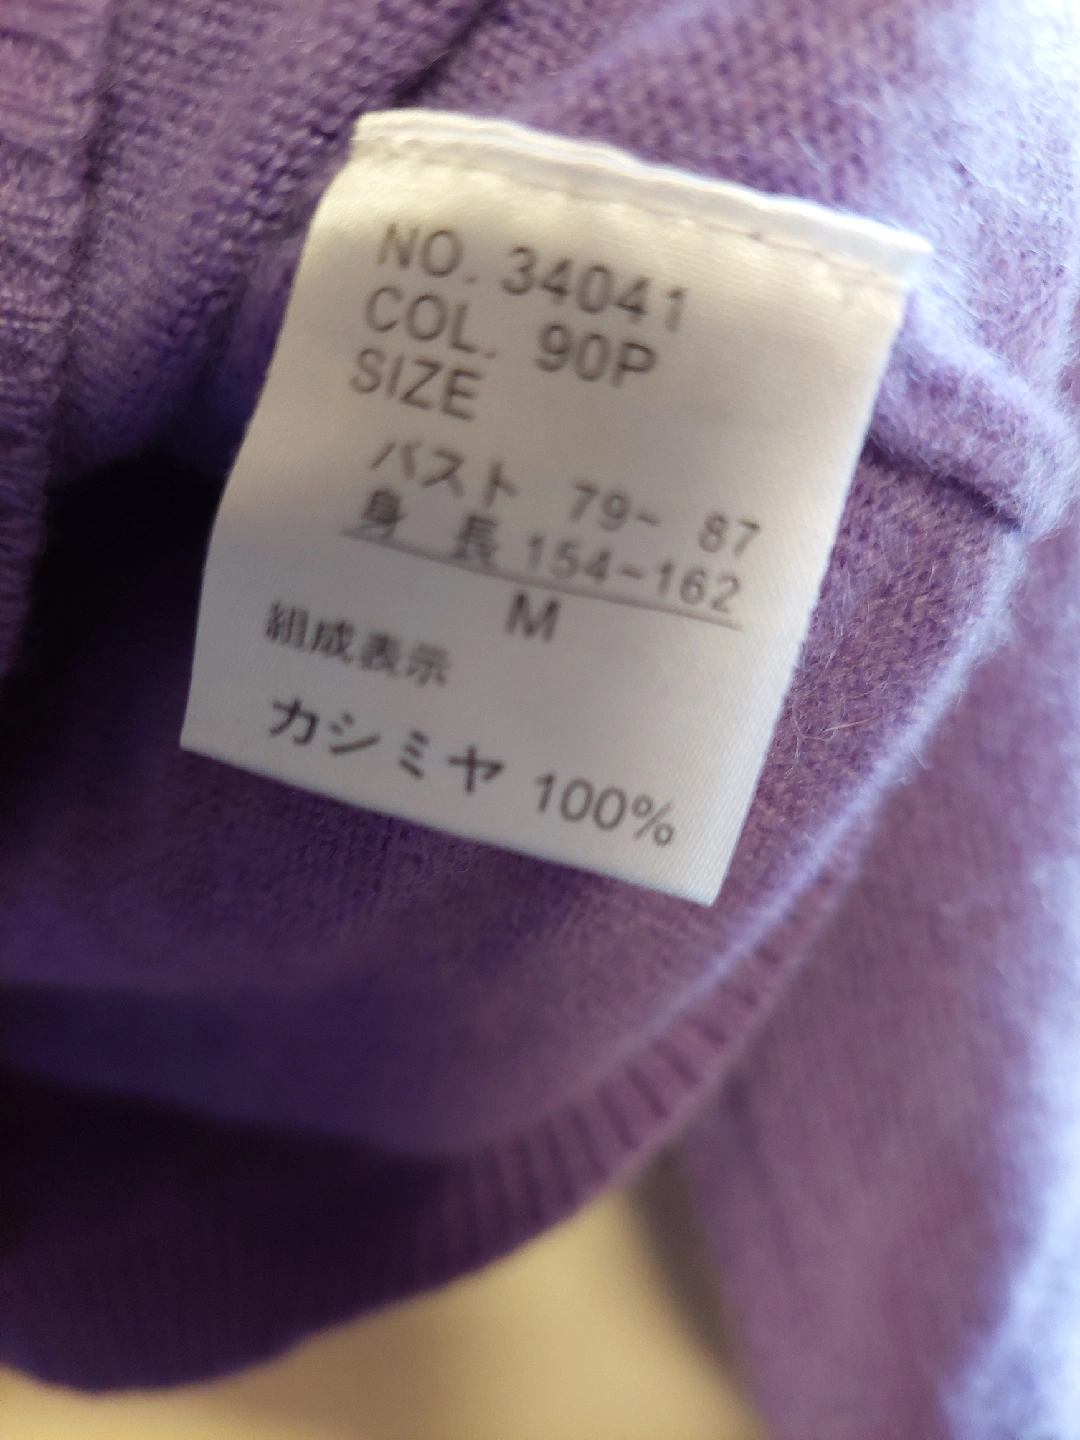 NO. 34041
COL. 90P
SIZE
バスト 79~ 87
身 長 154~162
M
組成表示
カシミヤ 100%